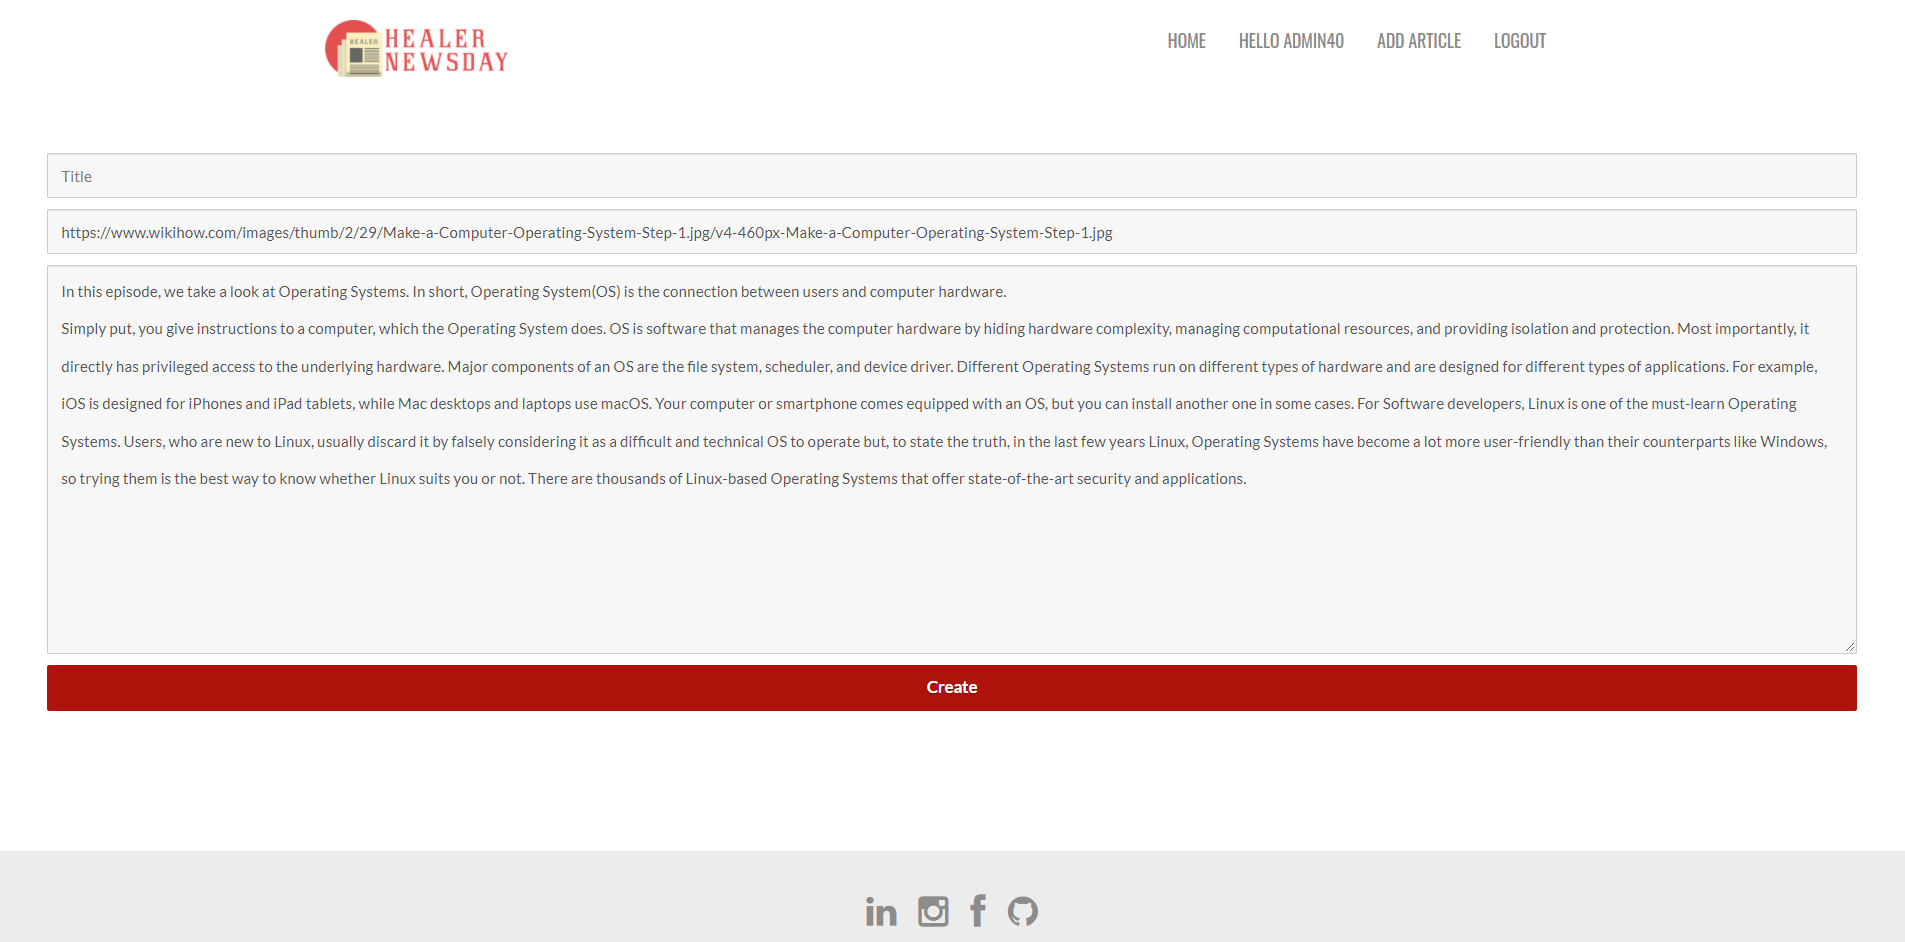 HEALER
HEALER
NEWSDAY
HOME HELLO ADMIN40 ADD ARTICLE LOGOUT
Title
https://www.wikihow.com/images/thumb/2/29/Make-a-Computer-Operating-System-Step-1.jpg/v4-460px-Make-a-Computer-Operating-System-Step-1.jpg
In this episode, we take a look at Operating Systems. In short, Operating System(OS) is the connection between users and computer hardware.
Simply put, you give instructions to a computer, which the Operating System does. OS is software that manages the computer hardware by hiding hardware complexity, managing computational resources, and providing isolation and protection. Most importantly, it
directly has privileged access to the underlying hardware. Major components of an OS are the file system, scheduler, and device driver. Different Operating Systems run on different types of hardware and are designed for different types of applications. For example,
iOS is designed for iPhones and iPad tablets, while Mac desktops and laptops use macOS. Your computer or smartphone comes equipped with an OS, but you can install another one in some cases. For Software developers, Linux is one of the must-learn Operating
Systems. Users, who are new to Linux, usually discard it by falsely considering it as a difficult and technical OS to operate but, to state the truth, in the last few years Linux, Operating Systems have become a lot more user-friendly than their counterparts like Windows,
so trying them is the best way to know whether Linux suits you or not. There are thousands of Linux-based Operating Systems that offer state-of-the-art security and applications.
Create